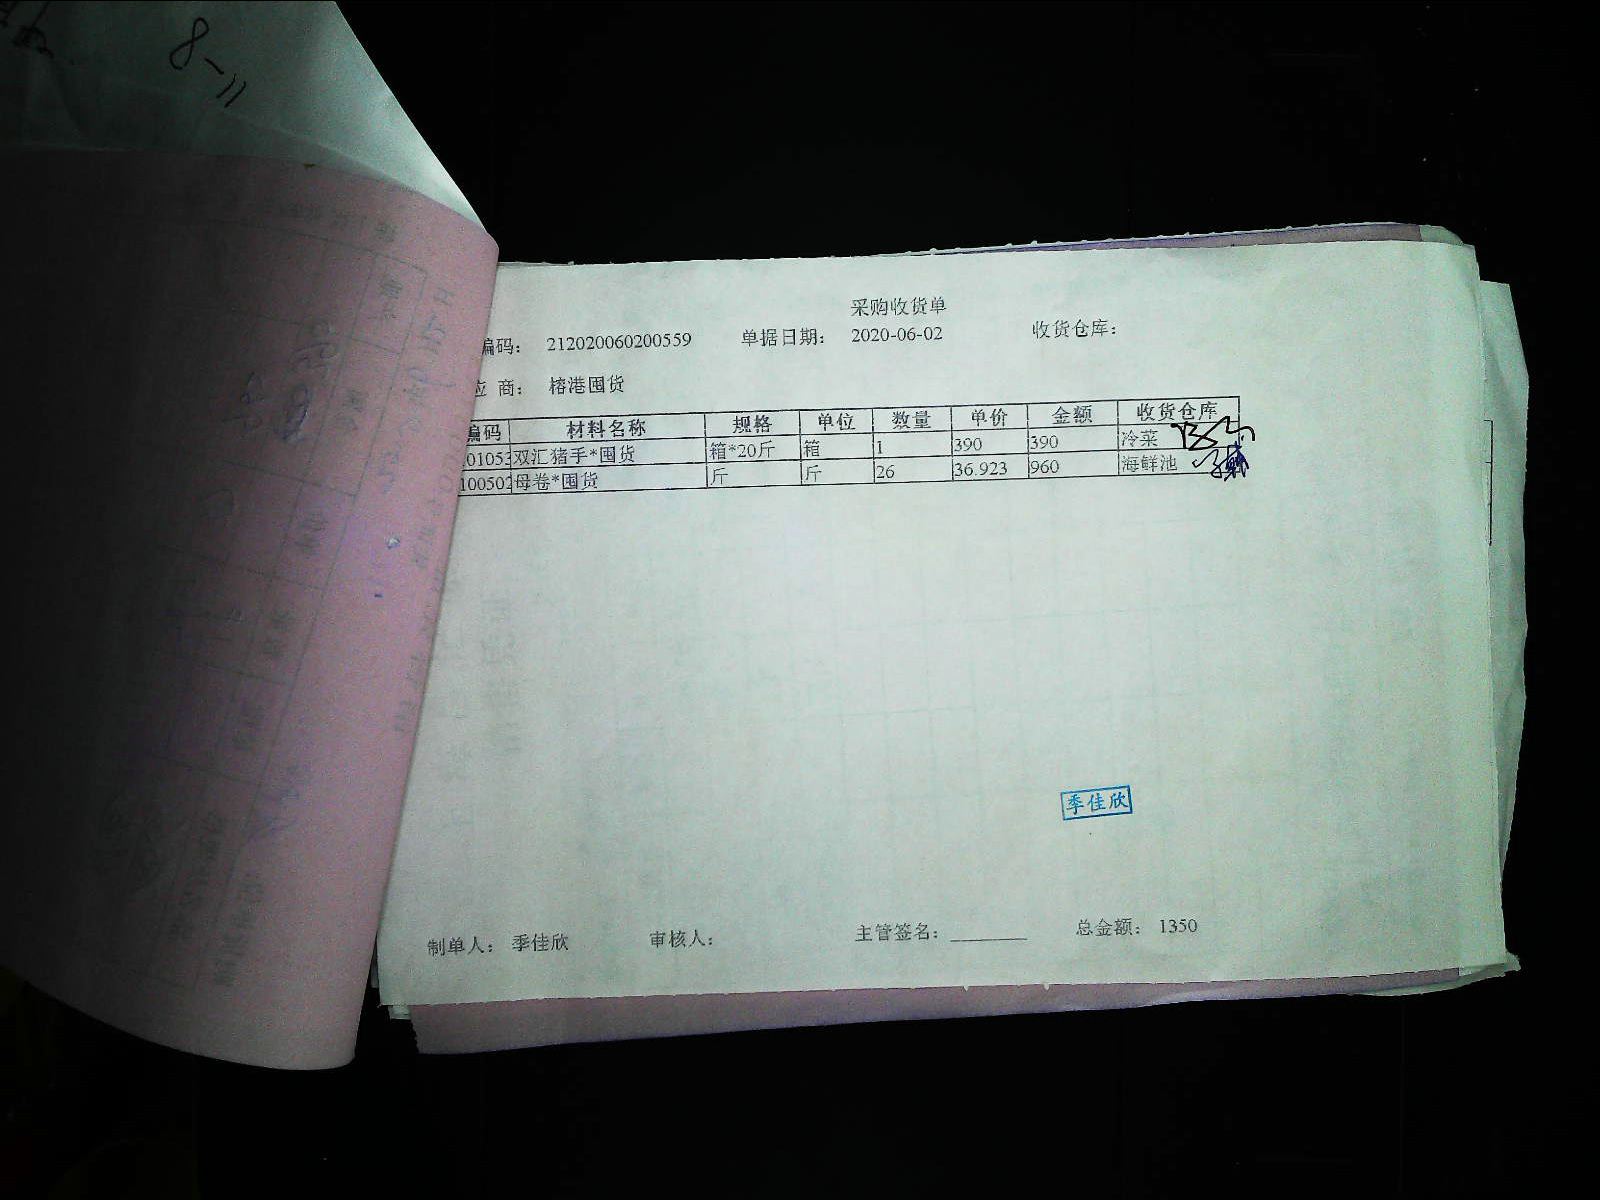 8-11
采购收货单
编码: 212020060200559 单据日期: 2020-06-02 收货仓库:
应 商: 榕港囤货
编码 材料名称 规格 单位 数量 单价 金额 收货仓库
01053 双汇猪手*囤货 箱*20斤 箱 1 390 390 冷菜
100502 母卷*囤货 斤 斤 26 36.923 960 海鲜池
季佳欣
制单人: 季佳欣 审核人: 主管签名: ________ 总金额: 1350